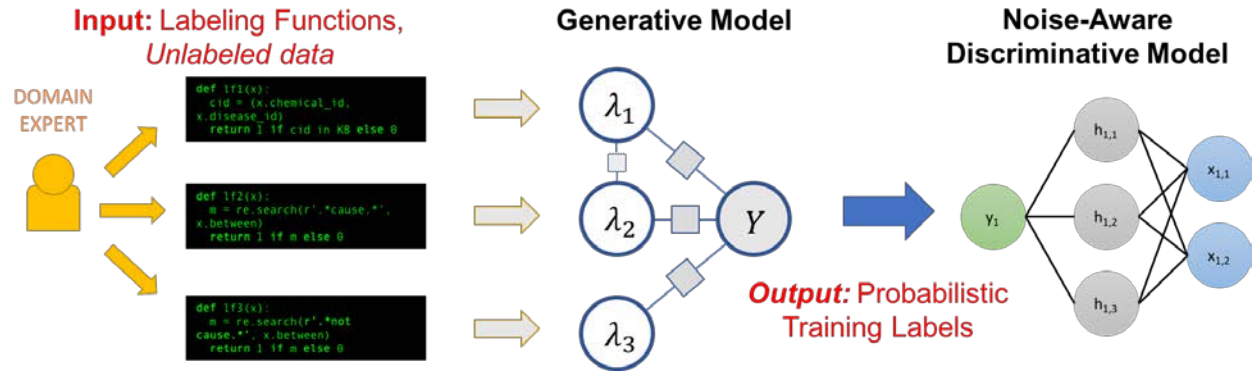 Input: Labeling Functions,
Unlabeled data
DOMAIN
EXPERT
def lf1(x):
cid = (x.chemical_id,
x.disease_id)
return 1 if cid in KB else 0
def lf2(x):
m = re.search(r'.*cause.*',
x.between)
return 1 if m else 0
def lf3(x):
m = re.search(r'.*not
cause.*', x.between)
return 1 if m else 0
Generative Model
λ1
λ2
λ3
Y
Output: Probabilistic
Training Labels
Noise-Aware
Discriminative Model
y1
h1,1
h1,2
h1,3
x1,1
x1,2